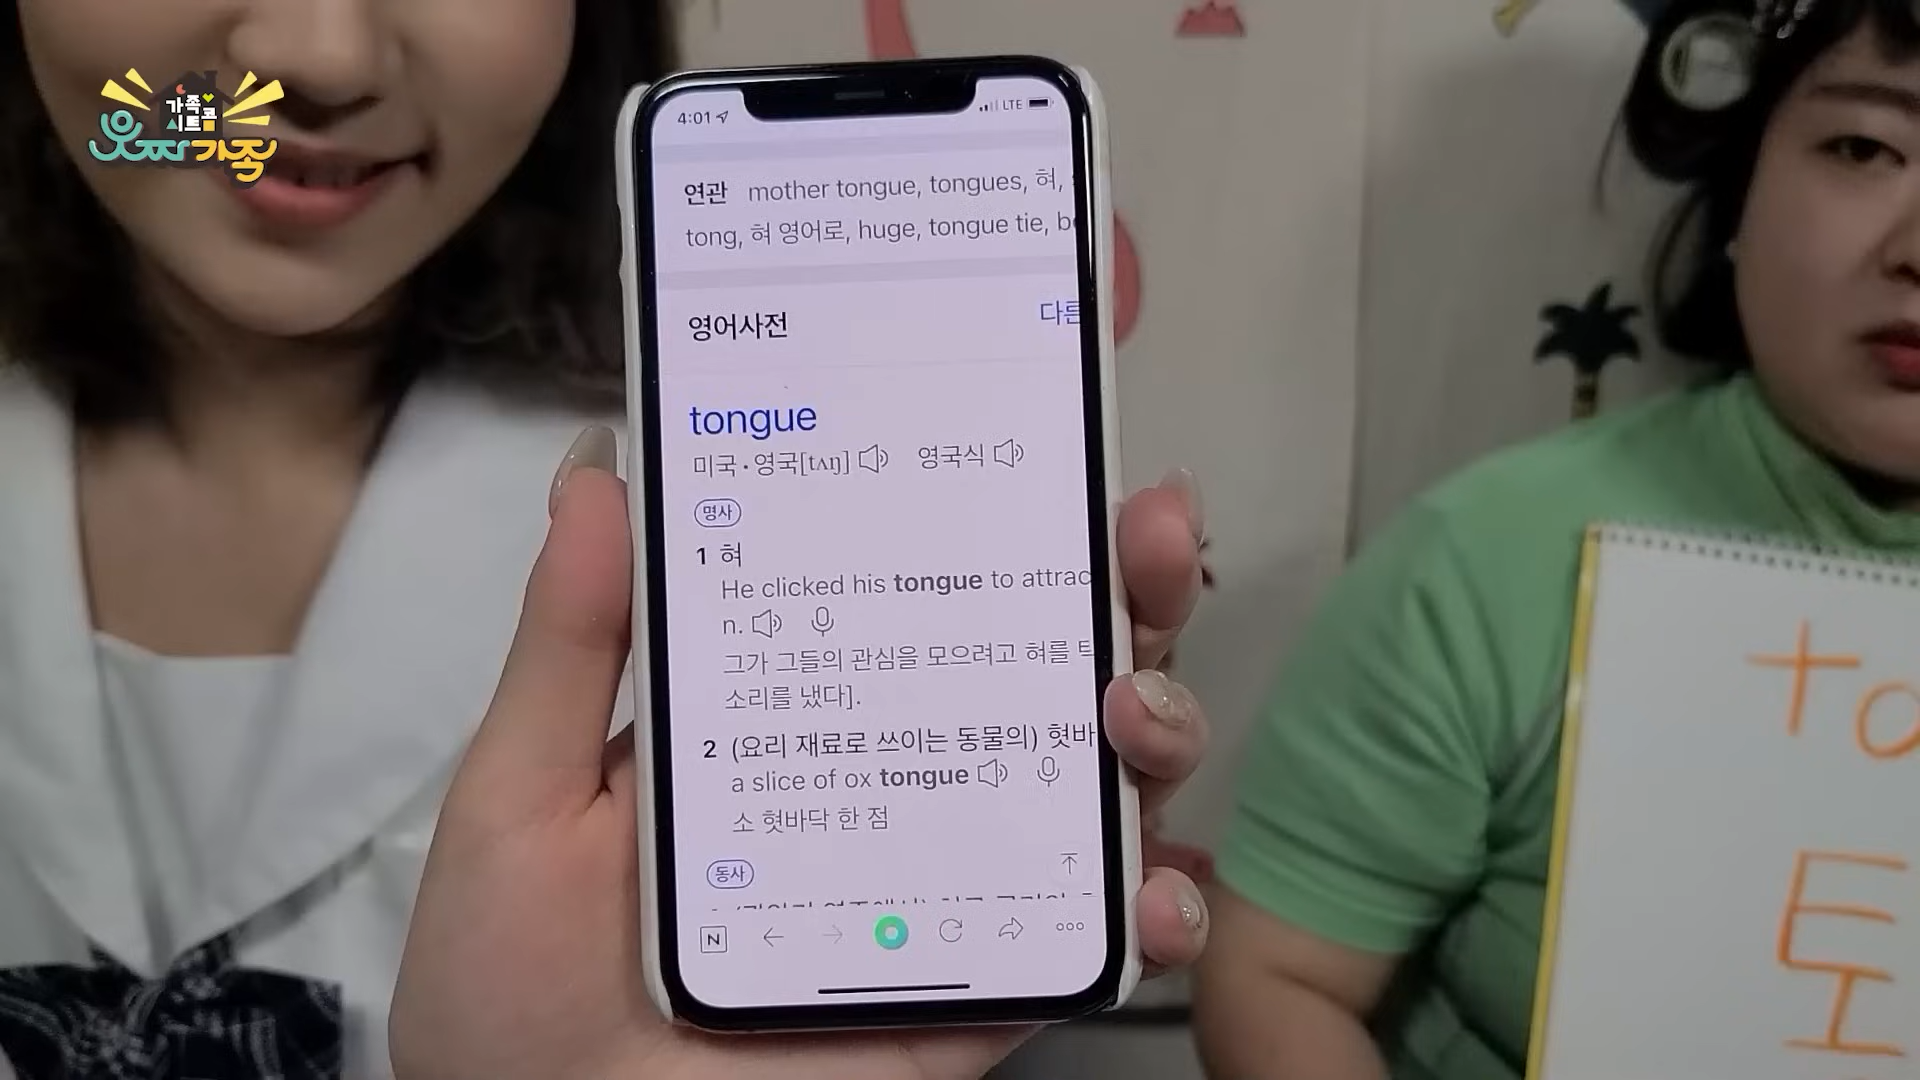 가족
시트콤
웃짜가족
4:01
LTE
연관 mother tongue, tongues, 혀,
tong, 혀 영어로, huge, tongue tie,
영어사전
다른
tongue
미국·영국[tʌŋ] 영국식
명사
1 혀
He clicked his tongue to attrac
n.
그가 그들의 관심을 모으려고 혀를
소리를 냈다].
2 (요리 재료로 쓰이는 동물의) 혓바
a slice of ox tongue
소 혓바닥 한 점
동사
N
to